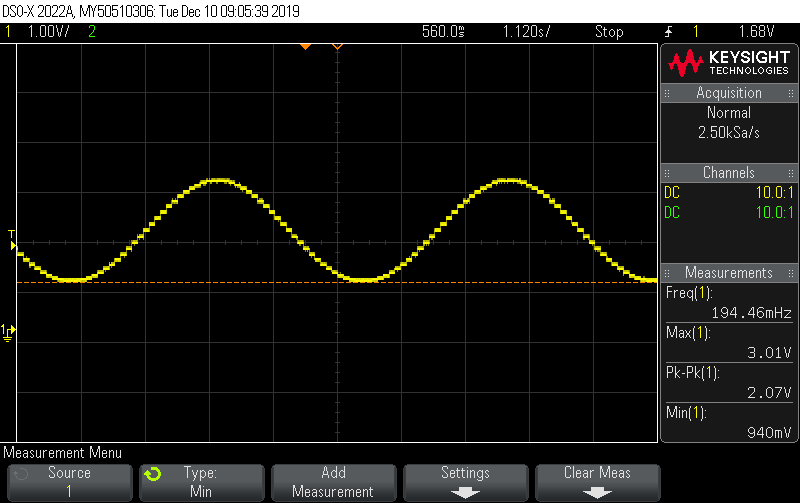 DSO-X 2022A, MY50510306: Tue Dec 10 09:05:39 2019
1 1.00V/ 2 560.0ms 1.120s/ Stop 1 1.68V
KEYSIGHT
TECHNOLOGIES
Acquisition
Normal
2.50kSa/s
Channels
DC 10.0:1
DC 10.0:1
T
1
Measurements
Freq(1):
194.46mHz
Max(1):
3.01V
Pk-Pk(1):
2.07V
Min(1):
940mV
Measurement Menu
Source
1
Type:
Min
Add
Measurement
Settings
Clear Meas